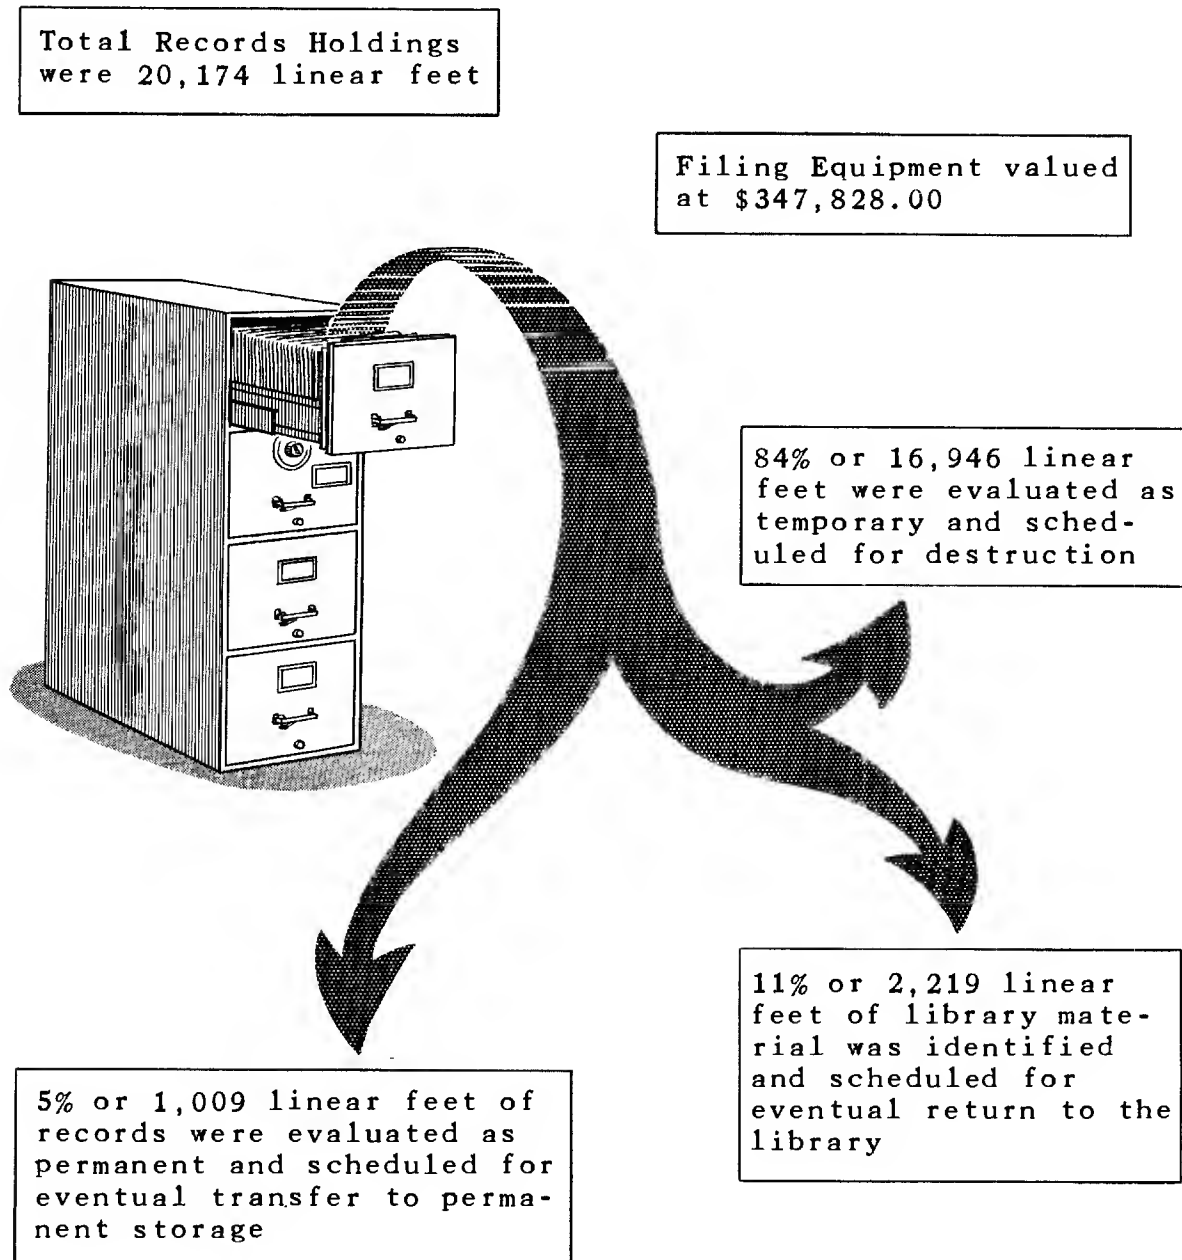 Total Records Holdings
were 20,174 linear feet
Filing Equipment valued
at $347,828.00
84% or 16,946 linear
feet were evaluated as
temporary and sched-
uled for destruction
11% or 2,219 linear
feet of library mate-
rial was identified
and scheduled for
eventual return to the
library
5% or 1,009 linear feet of
records were evaluated as
permanent and scheduled for
eventual transfer to perma-
nent storage